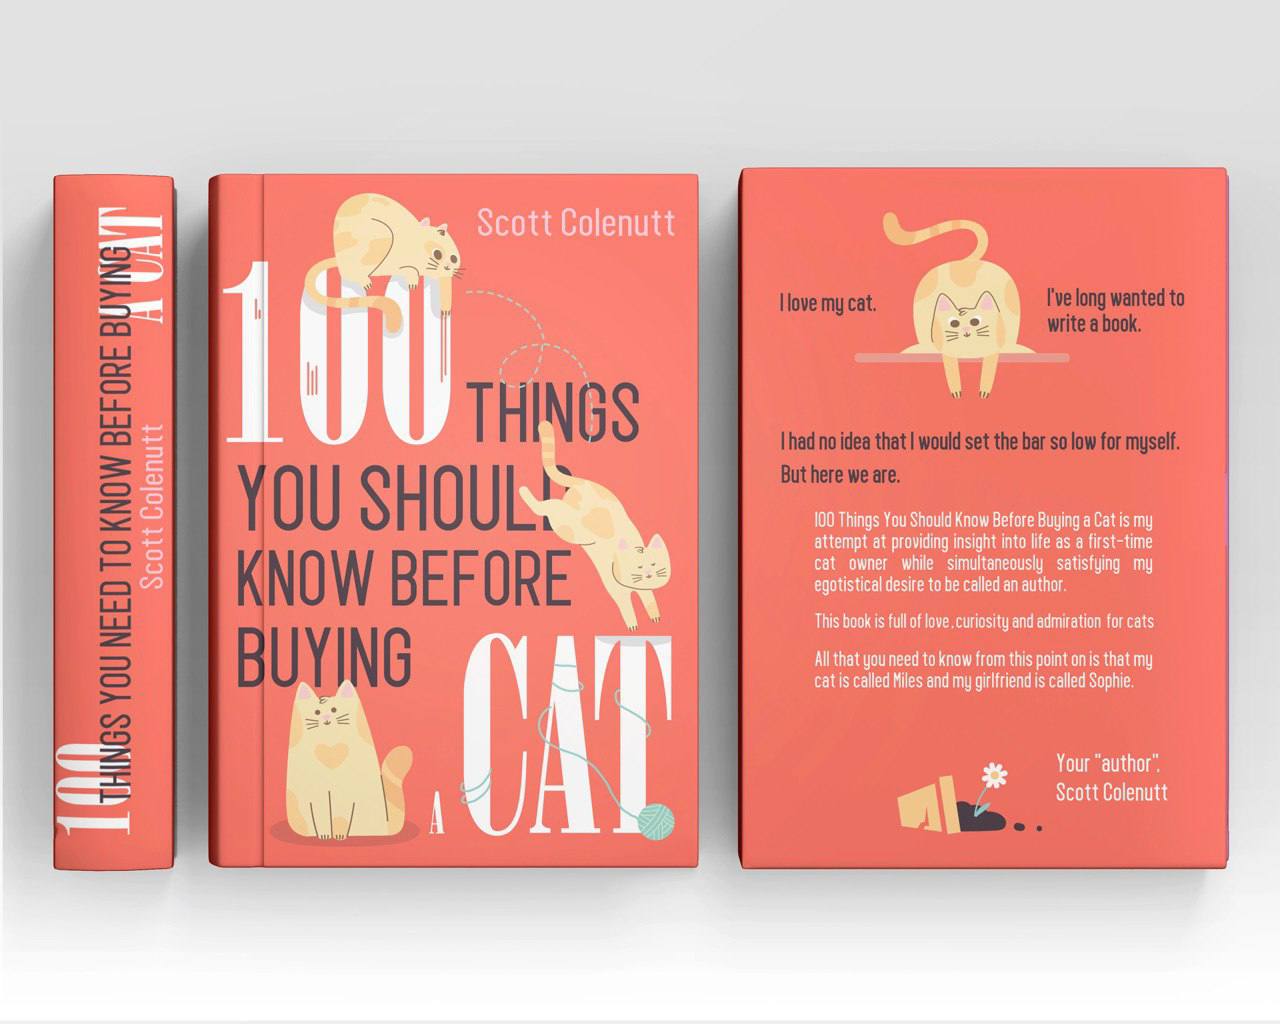 100
THINGS YOU NEED TO KNOW BEFORE BUYING
A CAT
Scott Colenutt
Scott Colenutt
100 THINGS
YOU SHOULD
KNOW BEFORE
BUYING
A CAT
I love my cat.
I've long wanted to
write a book.
I had no idea that I would set the bar so low for myself.
But here we are.
100 Things You Should Know Before Buying a Cat is my
attempt at providing insight into life as a first-time
cat owner while simultaneously satisfying my
egotistical desire to be called an author.
This book is full of love ,curiosity and admiration for cats
All that you need to know from this point on is that my
cat is called Miles and my girlfriend is called Sophie.
Your "author",
Scott Colenutt